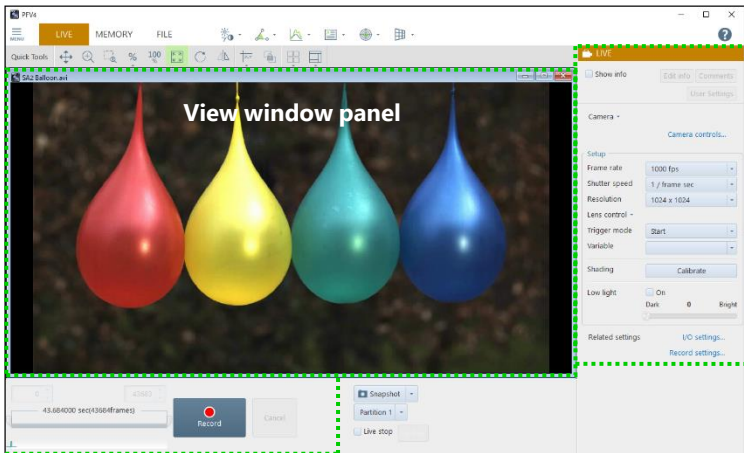 PFV4
MENU
LIVE
MEMORY
FILE
?
Quick Tools
%
100
%
LIVE
SA2 Balloon.avi
View window panel
Show info
Edit info
Comments
User Settings
Camera
Camera controls...
Setup
Frame rate
1000 fps
Shutter speed
1 / frame sec
Resolution
1024 x 1024
Lens control
Trigger mode
Start
Variable
Shading
Calibrate
Low light
On
Dark
0
Bright
Related settings
I/O settings...
Record settings...
0
43683
43.684000 sec(43684frames)
Record
Cancel
Snapshot
Partition 1
Live stop